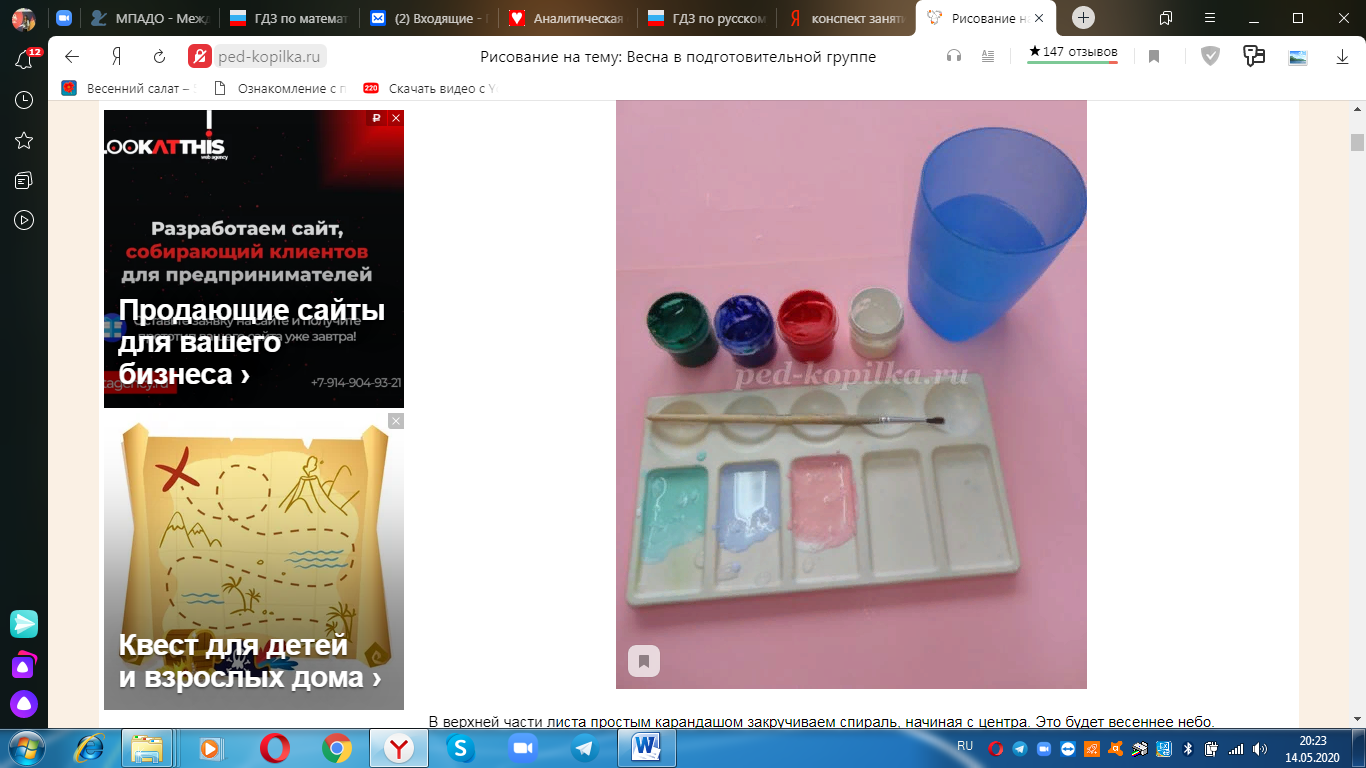 МПАДО - Межд
ГДЗ по математ
(2) Входящие -
Аналитическая
ГДЗ по русском
конспект заняти
Рисование на
12
ped-kopilka.ru
Рисование на тему: Весна в подготовительной группе
★147 отзывов
Весенний салат –
Ознакомление с п
220
Скачать видео с Y
LOOKATTHIS
web agency
Разработаем сайт,
собирающий клиентов
для предпринимателей
Продающие сайты
для вашего
бизнеса ›
+7-914-904-93-21
ped-kopilka.ru
Квест для детей
и взрослых дома ›
В верхней части листа простым карандашом закручиваем спираль, начиная с центра. Это будет весеннее небо.
RU
20:23
14.05.2020